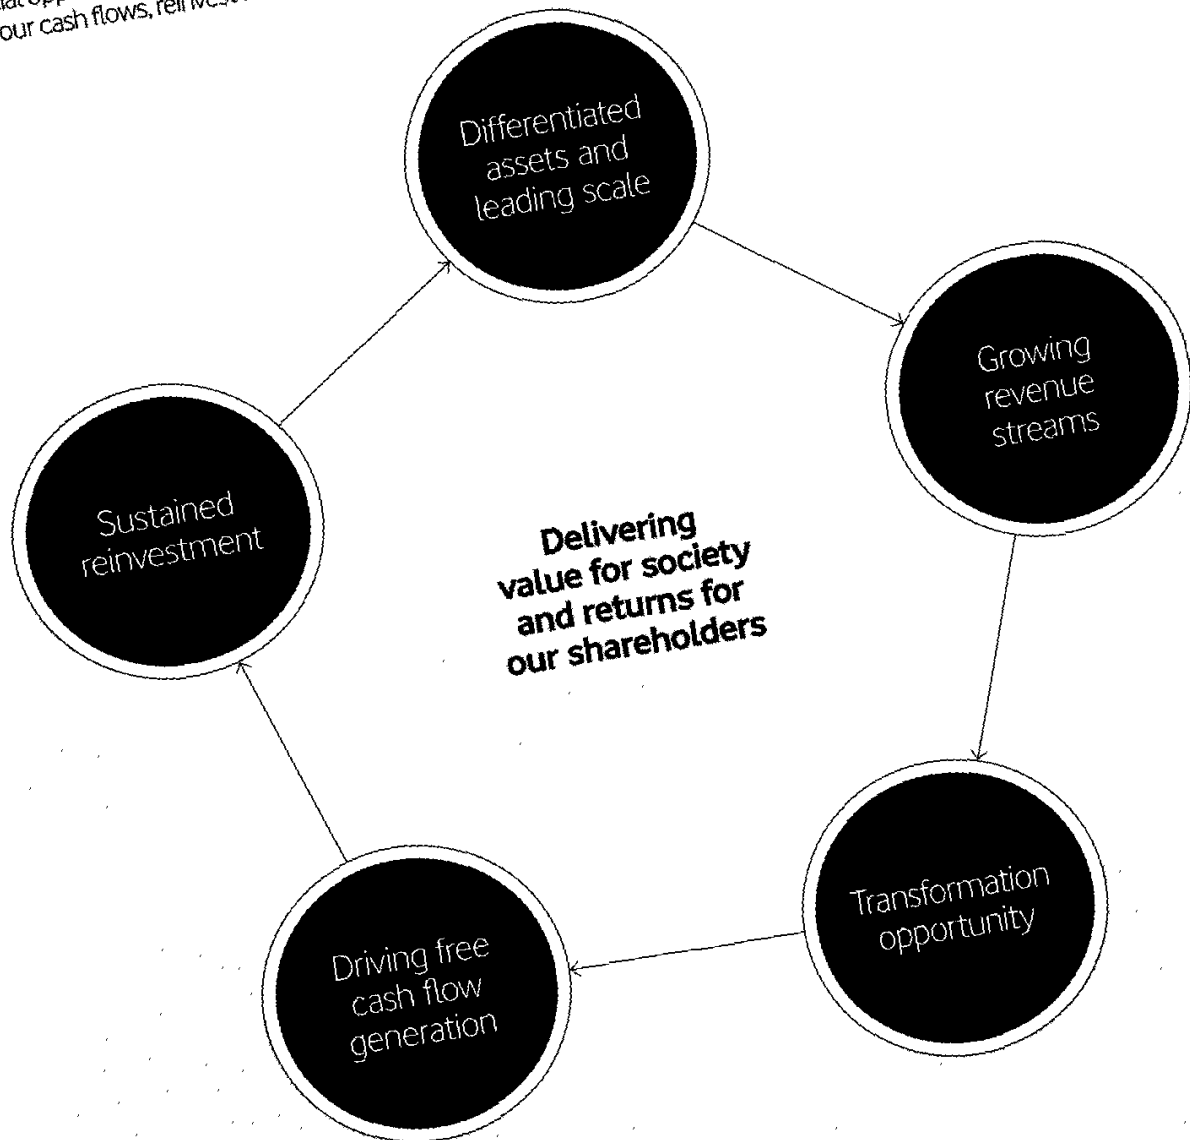 our cash flows, reinvest
Differentiated
assets and
leading scale
Growing
revenue
streams
Transformation
opportunity
Driving free
cash flow
generation
Sustained
reinvestment
Delivering
value for society
and returns for
our shareholders